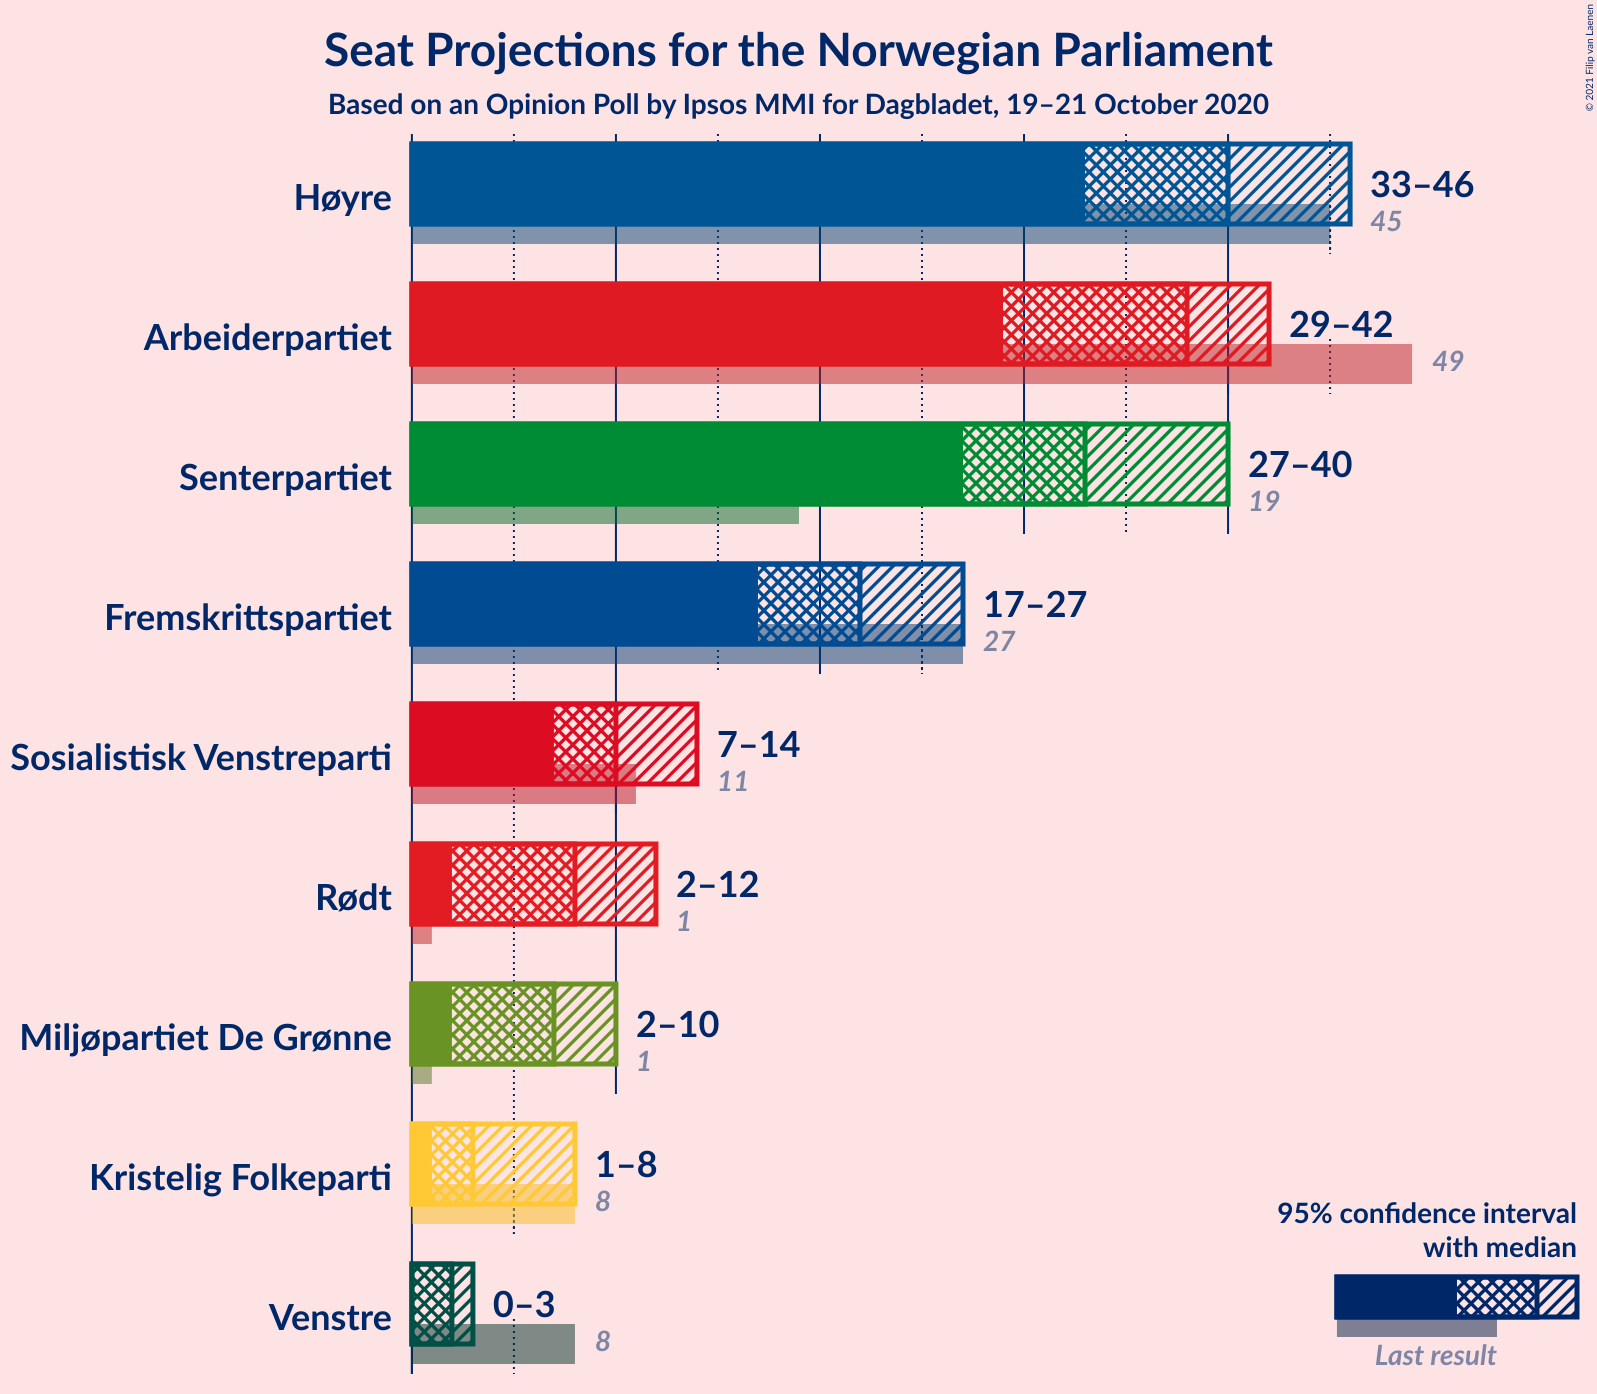 Seat Projections for the Norwegian Parliament
Based on an Opinion Poll by Ipsos MMI for Dagbladet, 19–21 October 2020
© 2021 Filip van Laenen
Høyre
33–46
45
Arbeiderpartiet
29–42
49
Senterpartiet
27–40
19
Fremskrittspartiet
17–27
27
Sosialistisk Venstreparti
7–14
11
Rødt
2–12
1
Miljøpartiet De Grønne
2–10
1
Kristelig Folkeparti
1–8
8
Venstre
0–3
8
95% confidence interval
with median
Last result